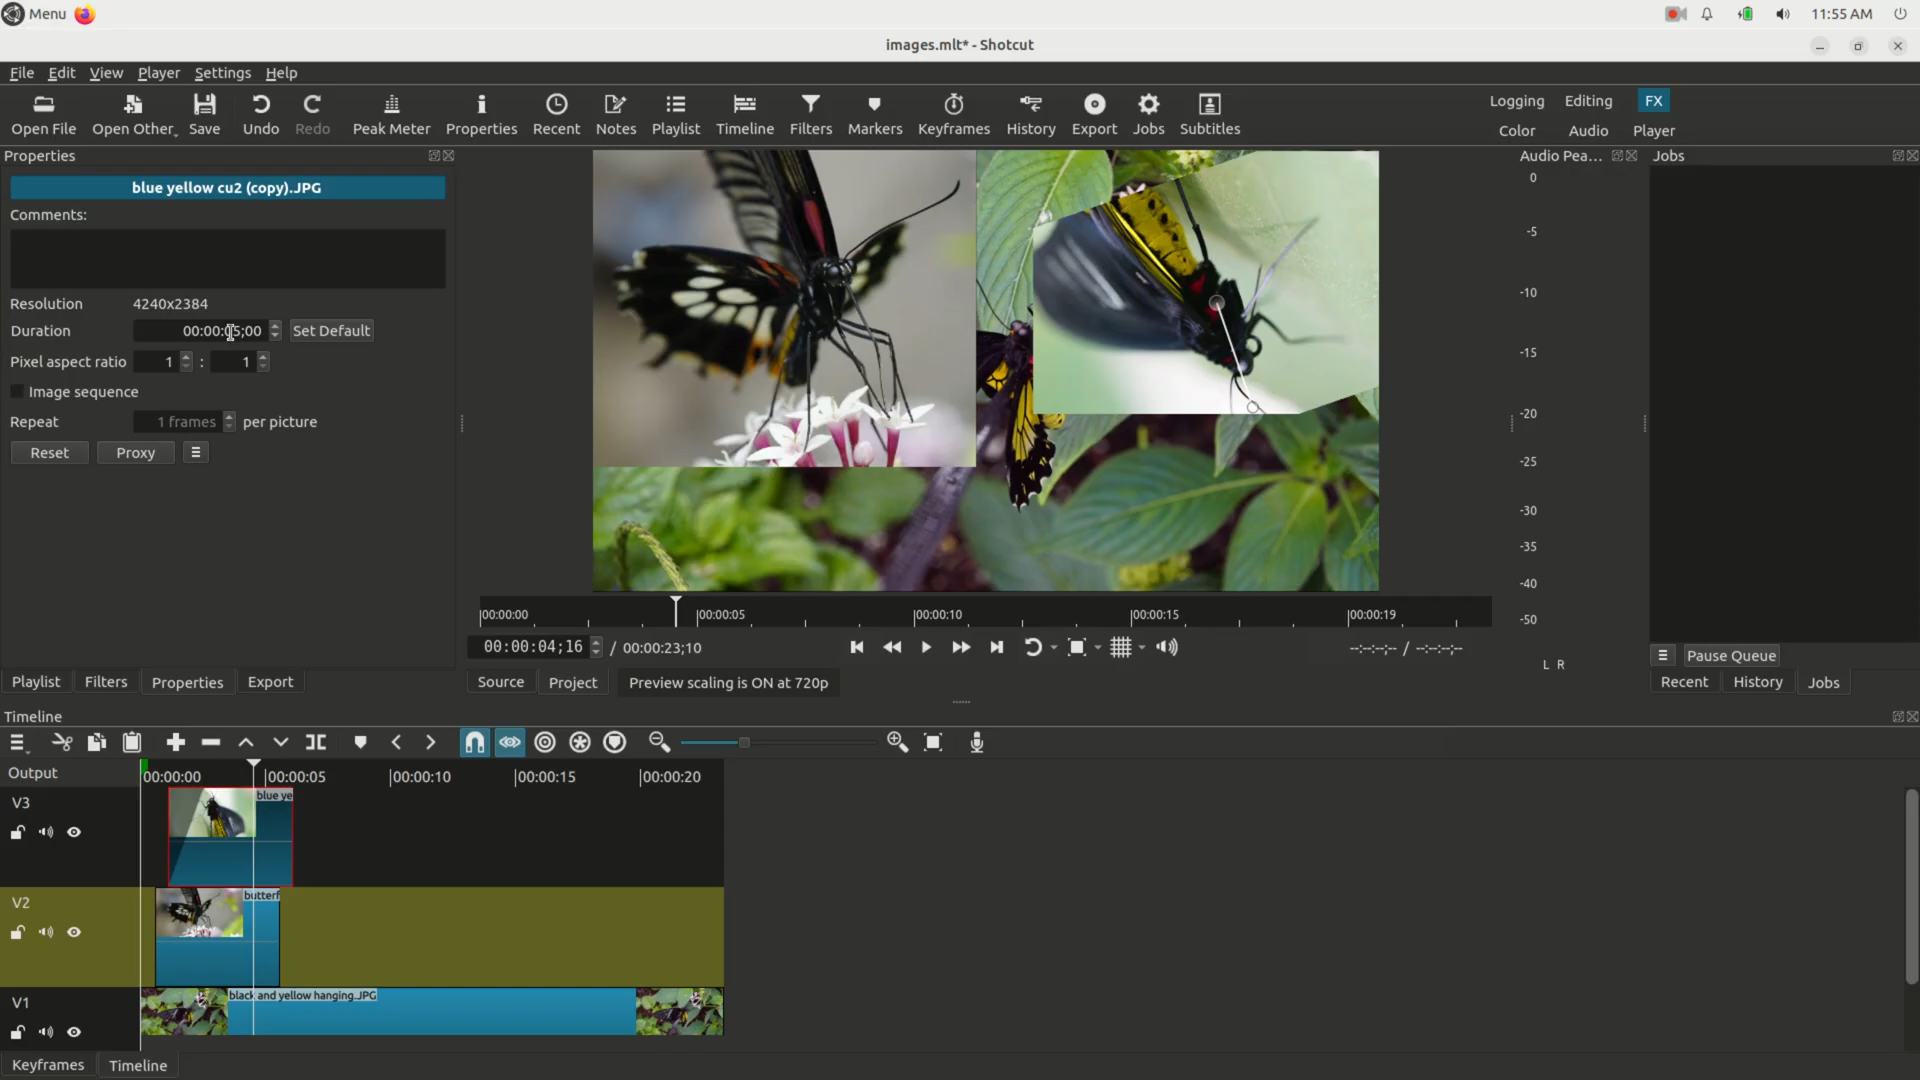 Menu
11:55 AM
images.mlt* - Shotcut
File Edit View Player Settings Help
Open File Open Other Save Undo Redo Peak Meter Properties Recent Notes Playlist Timeline Filters Markers Keyframes History Export Jobs Subtitles
Logging Editing FX
Color Audio Player
Properties
blue yellow cu2 (copy).JPG
Comments:
Resolution 4240x2384
Duration 00:00:05;00 Set Default
Pixel aspect ratio 1 : 1
Image sequence
Repeat 1 frames per picture
Reset Proxy
Playlist Filters Properties Export
|00:00:00 |00:00:05 |00:00:10 |00:00:15 |00:00:19
00:00:04;16 / 00:00:23;10
--:--:--;-- / --:--:--;--
Source Project Preview scaling is ON at 720p
Audio Pea...
0
-5
-10
-15
-20
-25
-30
-35
-40
-50
L R
Jobs
Pause Queue
Recent History Jobs
Timeline
Output
|00:00:00 |00:00:05 |00:00:10 |00:00:15 |00:00:20
V3
blue ye
V2
butterf
V1
black and yellow hanging.JPG
Keyframes Timeline